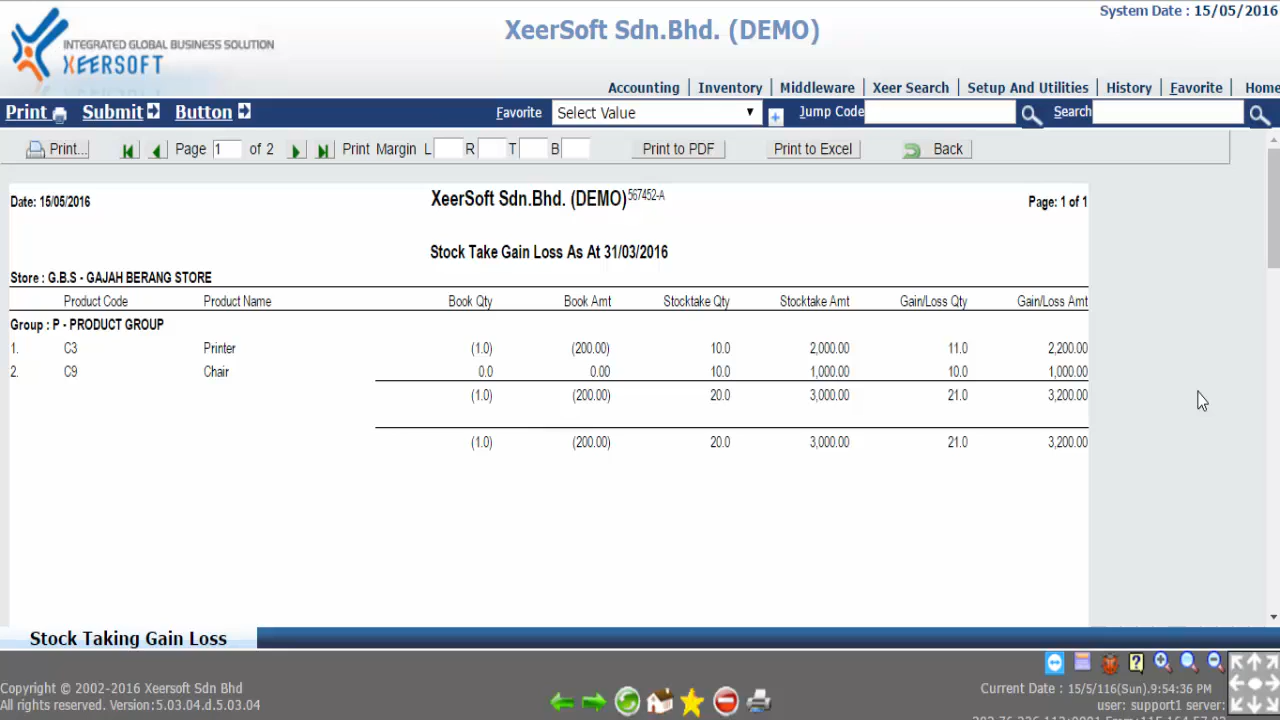 System Date : 15/05/2016
XeerSoft Sdn.Bhd. (DEMO)
INTEGRATED GLOBAL BUSINESS SOLUTION
XEERSOFT
Accounting | Inventory | Middleware | Xeer Search | Setup And Utilities | History | Favorite | Home
Print Submit Button Favorite Select Value Jump Code Search
Print... Page 1 of 2 Print Margin L R T B Print to PDF Print to Excel Back
Date: 15/05/2016 XeerSoft Sdn.Bhd. (DEMO) 567452-A Page: 1 of 1
Stock Take Gain Loss As At 31/03/2016
Store : G.B.S - GAJAH BERANG STORE
Product Code Product Name Book Qty Book Amt Stocktake Qty Stocktake Amt Gain/Loss Qty Gain/Loss Amt
Group : P - PRODUCT GROUP
1. C3 Printer (1.0) (200.00) 10.0 2,000.00 11.0 2,200.00
2. C9 Chair 0.0 0.00 10.0 1,000.00 10.0 1,000.00
(1.0) (200.00) 20.0 3,000.00 21.0 3,200.00
(1.0) (200.00) 20.0 3,000.00 21.0 3,200.00
Stock Taking Gain Loss
Copyright © 2002-2016 Xeersoft Sdn Bhd
All rights reserved. Version:5.03.04.d.5.03.04
Current Date : 15/5/116(Sun).9:54:36 PM
user: support1 server: